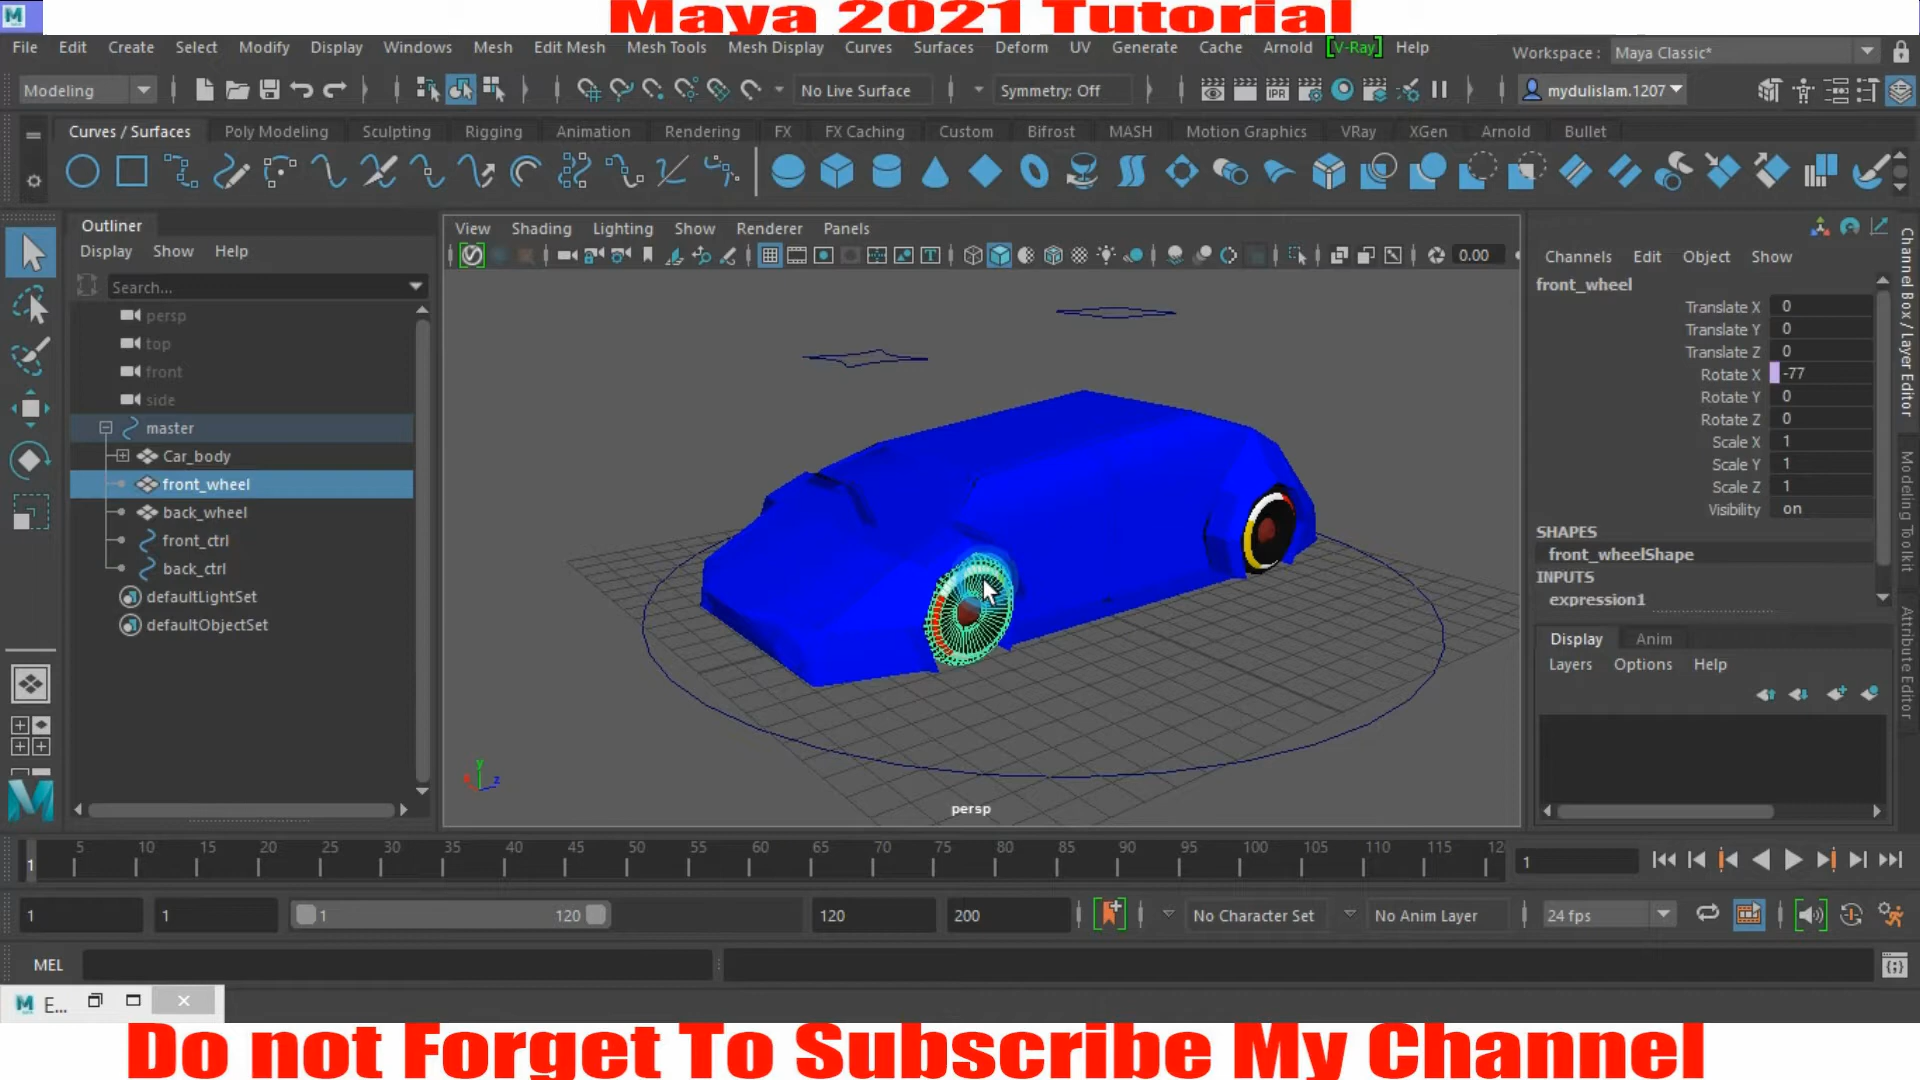 Maya 2021 Tutorial
File Edit Create Select Modify Display Windows Mesh Edit Mesh Mesh Tools Mesh Display Curves Surfaces Deform UV Generate Cache Arnold [V-Ray] Help
Workspace : Maya Classic*
Modeling No Live Surface Symmetry: Off IPR mydulislam.1207
Curves / Surfaces Poly Modeling Sculpting Rigging Animation Rendering FX FX Caching Custom Bifrost MASH Motion Graphics VRay XGen Arnold Bullet
Outliner
Display Show Help
Search...
persp
top
front
side
master
Car_body
front_wheel
back_wheel
front_ctrl
back_ctrl
defaultLightSet
defaultObjectSet
View Shading Lighting Show Renderer Panels
0.00
y
z
persp
Channels Edit Object Show
front_wheel
Translate X 0
Translate Y 0
Translate Z 0
Rotate X -77
Rotate Y 0
Rotate Z 0
Scale X 1
Scale Y 1
Scale Z 1
Visibility on
SHAPES
front_wheelShape
INPUTS
expression1
Display Anim
Layers Options Help
Channel Box / Layer Editor
Modeling Toolkit
Attribute Editor
1 5 10 15 20 25 30 35 40 45 50 55 60 65 70 75 80 85 90 95 100 105 110 115 12
1
1 1 1 120 120 200 No Character Set No Anim Layer 24 fps
MEL
E...
Do not Forget To Subscribe My Channel